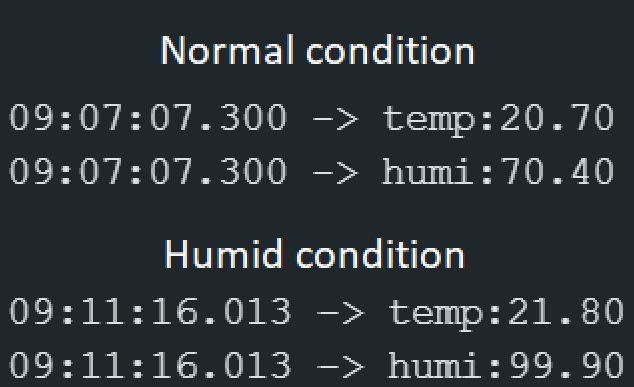 Normal condition
09:07:07.300 -> temp:20.70
09:07:07.300 -> humi:70.40
Humid condition
09:11:16.013 -> temp:21.80
09:11:16.013 -> humi:99.90